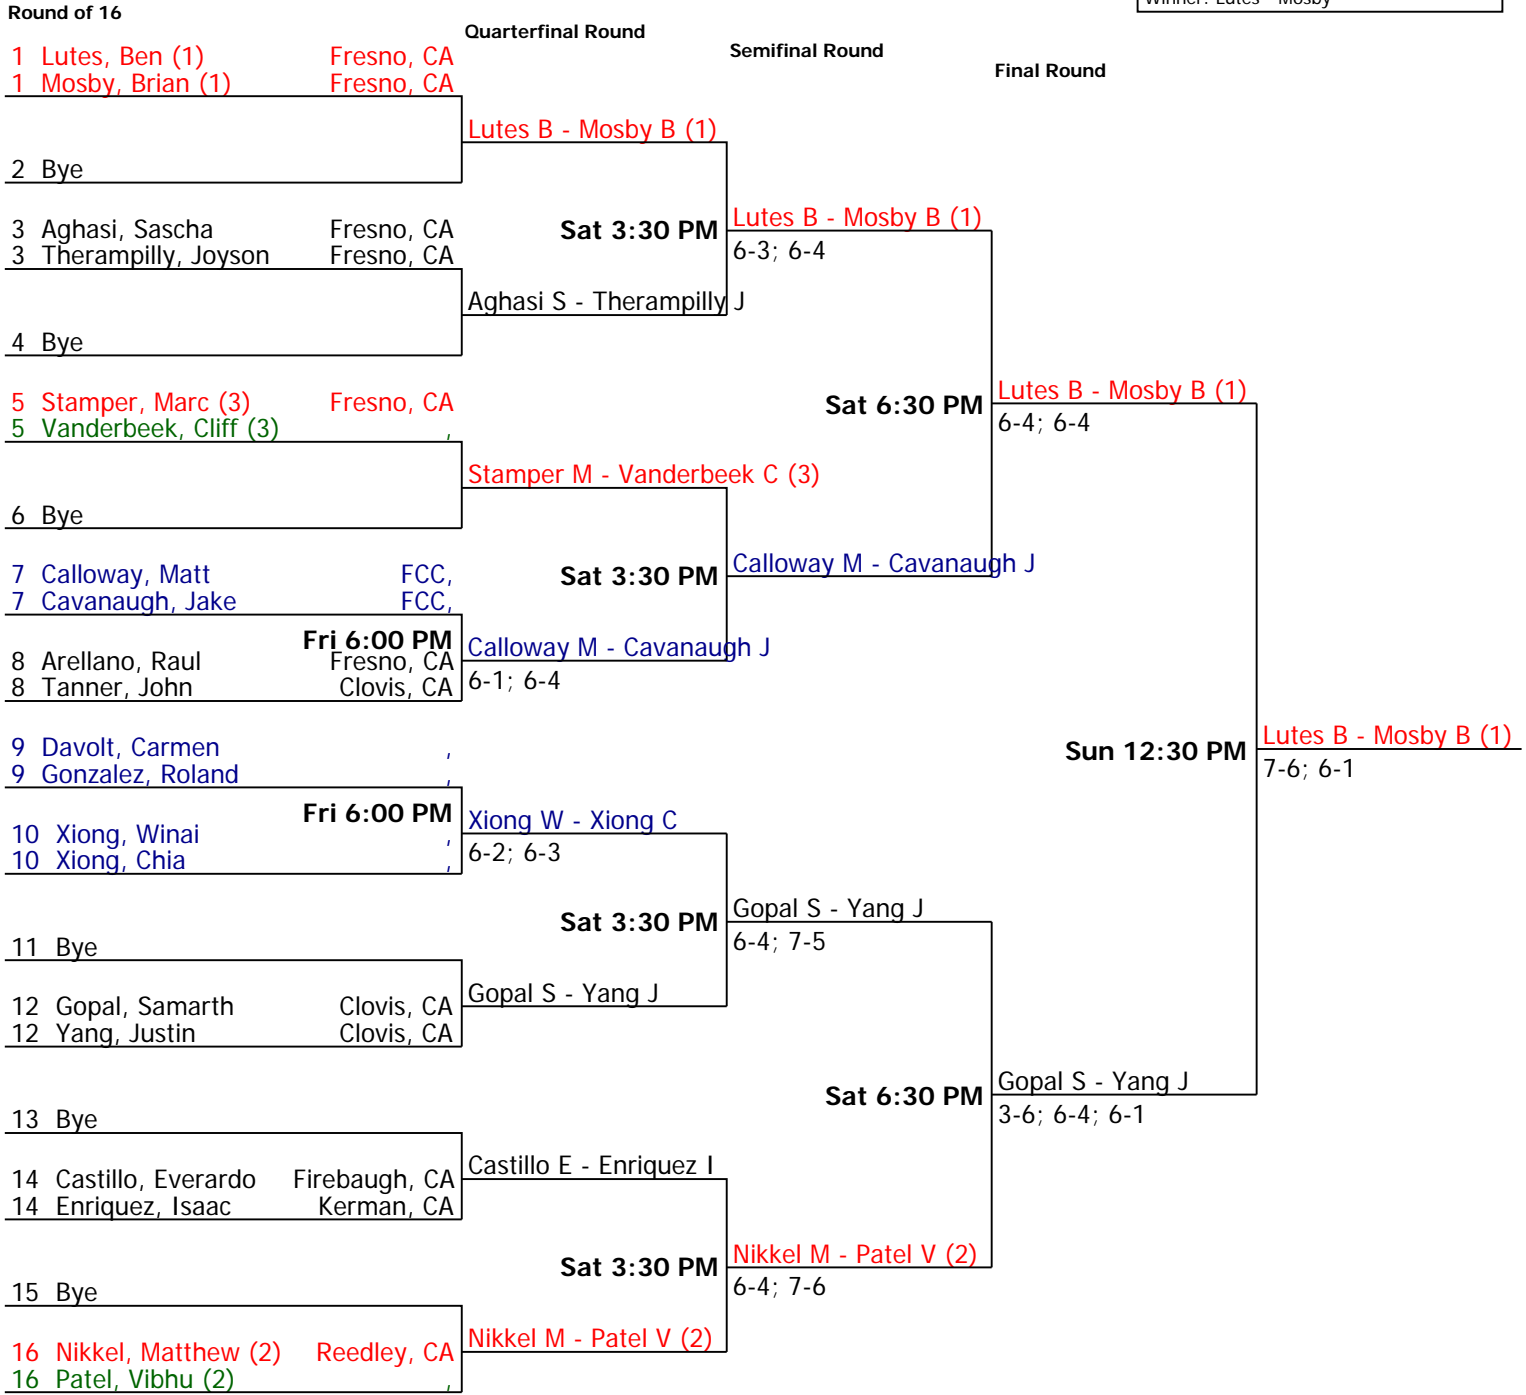 Winner: Lutes - Mosby
Round of 16
Quarterfinal Round
Semifinal Round
Final Round
1 Lutes, Ben (1) Fresno, CA
1 Mosby, Brian (1) Fresno, CA
Lutes B - Mosby B (1)
2 Bye
3 Aghasi, Sascha Fresno, CA
3 Therampilly, Joyson Fresno, CA
Sat 3:30 PM
Lutes B - Mosby B (1)
6-3; 6-4
Aghasi S - Therampilly J
4 Bye
5 Stamper, Marc (3) Fresno, CA
5 Vanderbeek, Cliff (3) ,
Sat 6:30 PM
Lutes B - Mosby B (1)
6-4; 6-4
Stamper M - Vanderbeek C (3)
6 Bye
7 Calloway, Matt FCC,
7 Cavanaugh, Jake FCC,
Sat 3:30 PM
Calloway M - Cavanaugh J
Fri 6:00 PM
Calloway M - Cavanaugh J
6-1; 6-4
8 Arellano, Raul Fresno, CA
8 Tanner, John Clovis, CA
9 Davolt, Carmen ,
9 Gonzalez, Roland ,
Sun 12:30 PM
Lutes B - Mosby B (1)
7-6; 6-1
Fri 6:00 PM
Xiong W - Xiong C
6-2; 6-3
10 Xiong, Winai ,
10 Xiong, Chia ,
Sat 3:30 PM
Gopal S - Yang J
6-4; 7-5
11 Bye
Gopal S - Yang J
12 Gopal, Samarth Clovis, CA
12 Yang, Justin Clovis, CA
Sat 6:30 PM
Gopal S - Yang J
3-6; 6-4; 6-1
13 Bye
Castillo E - Enriquez I
14 Castillo, Everardo Firebaugh, CA
14 Enriquez, Isaac Kerman, CA
Sat 3:30 PM
Nikkel M - Patel V (2)
6-4; 7-6
15 Bye
Nikkel M - Patel V (2)
16 Nikkel, Matthew (2) Reedley, CA
16 Patel, Vibhu (2) ,